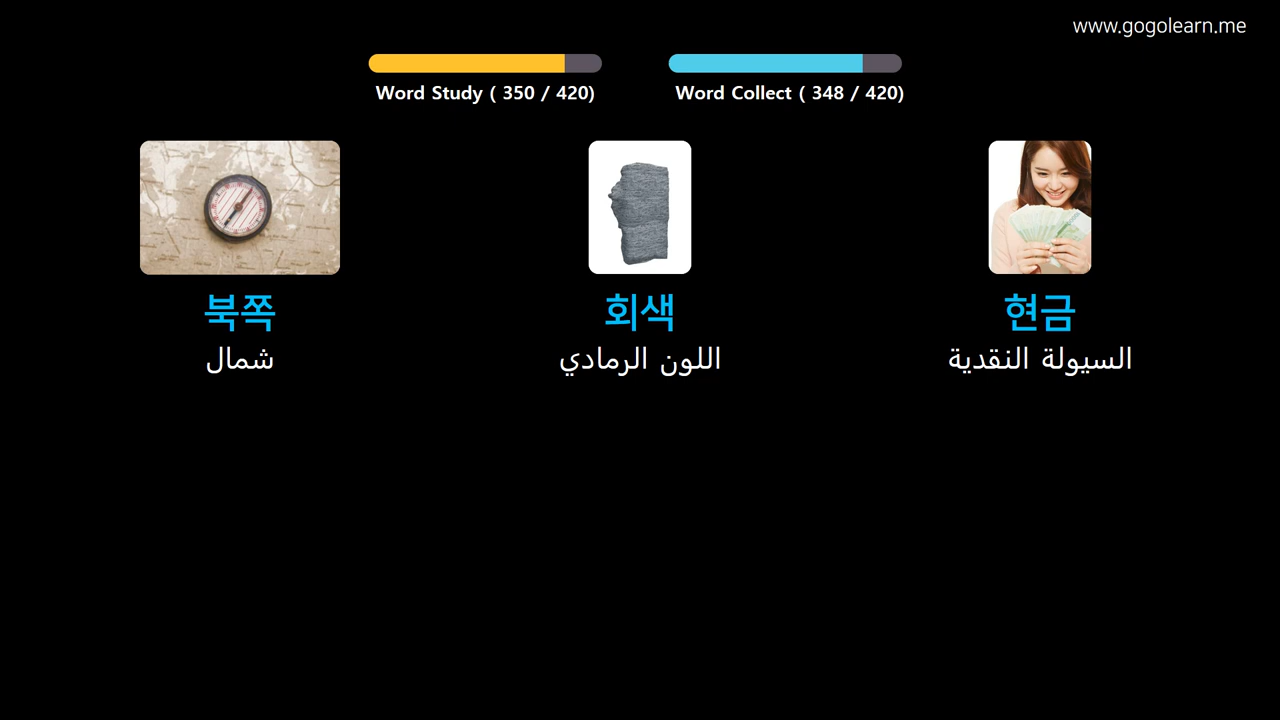 www.gogolearn.me
Word Study ( 350 / 420)
Word Collect ( 348 / 420)
북쪽
شمال
회색
اللون الرمادي
현금
السيولة النقدية